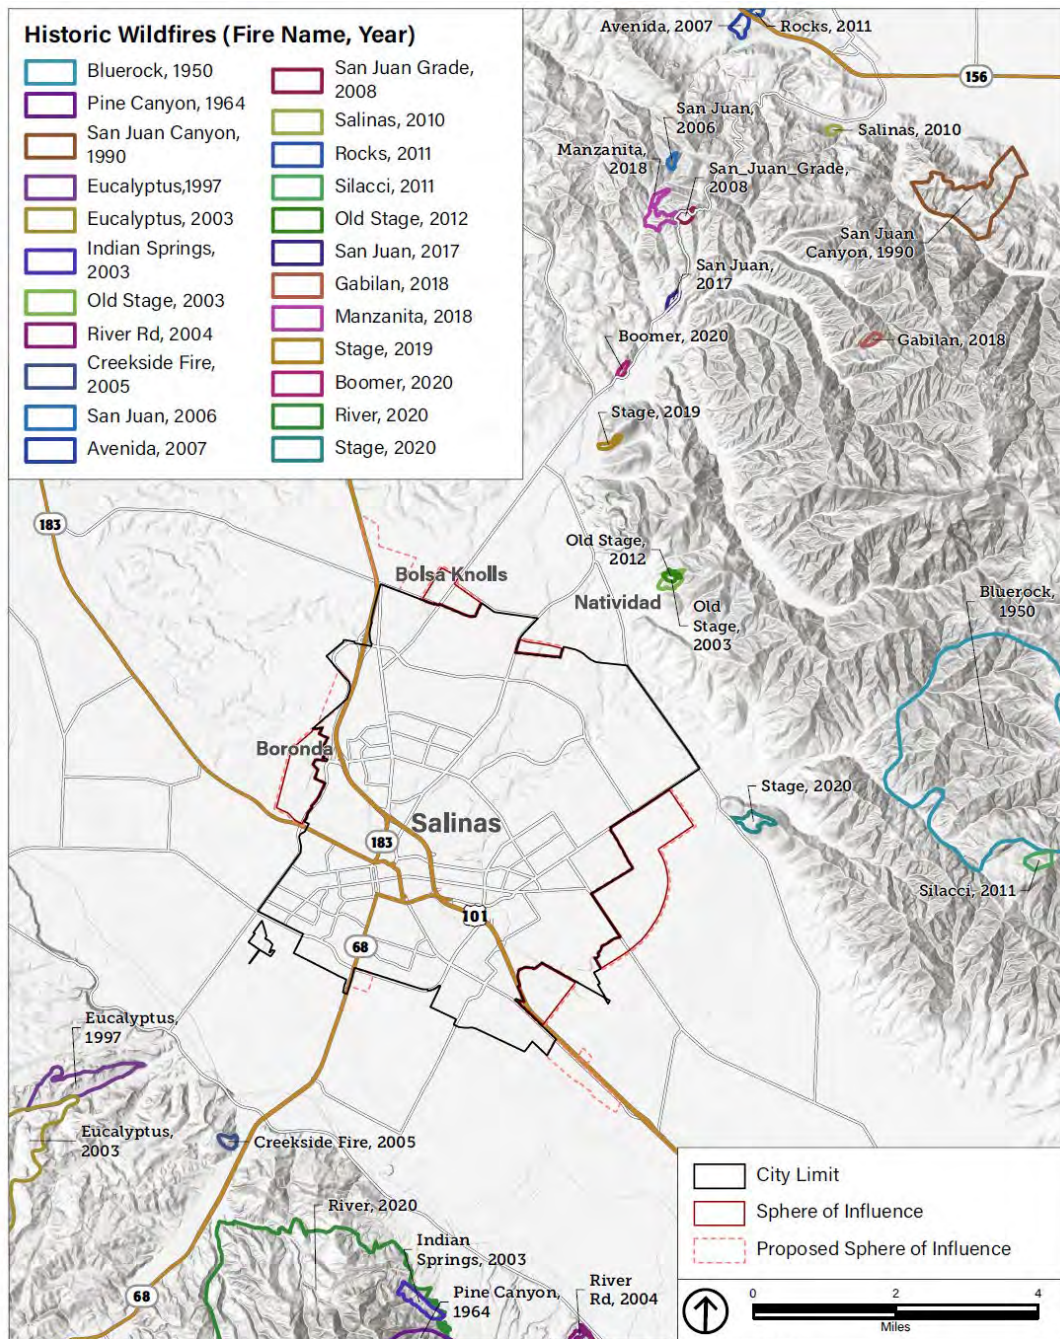 Historic Wildfires (Fire Name, Year)
Bluerock, 1950
Pine Canyon, 1964
San Juan Canyon,
1990
Eucalyptus,1997
Eucalyptus, 2003
Indian Springs,
2003
Old Stage, 2003
River Rd, 2004
Creekside Fire,
2005
San Juan, 2006
Avenida, 2007
San Juan Grade,
2008
Salinas, 2010
Rocks, 2011
Silacci, 2011
Old Stage, 2012
San Juan, 2017
Gabilan, 2018
Manzanita, 2018
Stage, 2019
Boomer, 2020
River, 2020
Stage, 2020
Avenida, 2007
Rocks, 2011
156
San Juan,
2006
Salinas, 2010
Manzanita,
2018
San_Juan_Grade,
2008
San Juan
Canyon, 1990
San Juan,
2017
Boomer, 2020
Gabilan, 2018
Stage, 2019
183
Old Stage,
2012
Bolsa Knolls
Natividad
Old
Stage,
2003
Bluerock,
1950
Boronda
Stage, 2020
Salinas
183
Silacci, 2011
101
68
Eucalyptus,
1997
Eucalyptus,
2003
Creekside Fire, 2005
River, 2020
Indian
Springs, 2003
Pine Canyon,
1964
River
Rd, 2004
68
City Limit
Sphere of Influence
Proposed Sphere of Influence
0 2 4
Miles